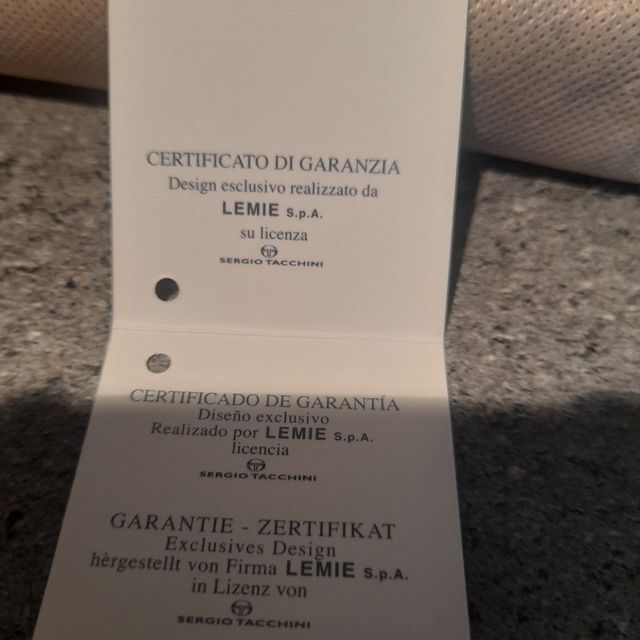 CERTIFICATO DI GARANZIA
Design esclusivo realizzato da
LEMIE S.p.A.
su licenza
SERGIO TACCHINI
CERTIFICADO DE GARANTÍA
Diseño exclusivo
Realizado por LEMIE S.p.A.
licencia
SERGIO TACCHINI
GARANTIE - ZERTIFIKAT
Exclusives Design
hèrgestellt von Firma LEMIE S.p.A.
in Lizenz von
SERGIO TACCHINI